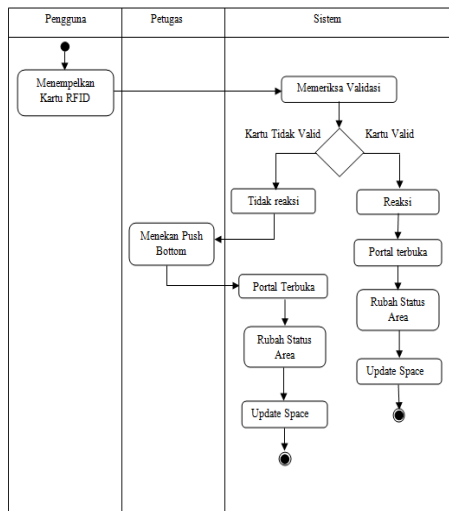 Pengguna
Petugas
Sistem
Menempelkan
Kartu RFID
Memeriksa Validasi
Kartu Tidak Valid
Kartu Valid
Tidak reaksi
Reaksi
Menekan Push
Bottom
Portal terbuka
Portal Terbuka
Rubah Status
Area
Rubah Status
Area
Update Space
Update Space